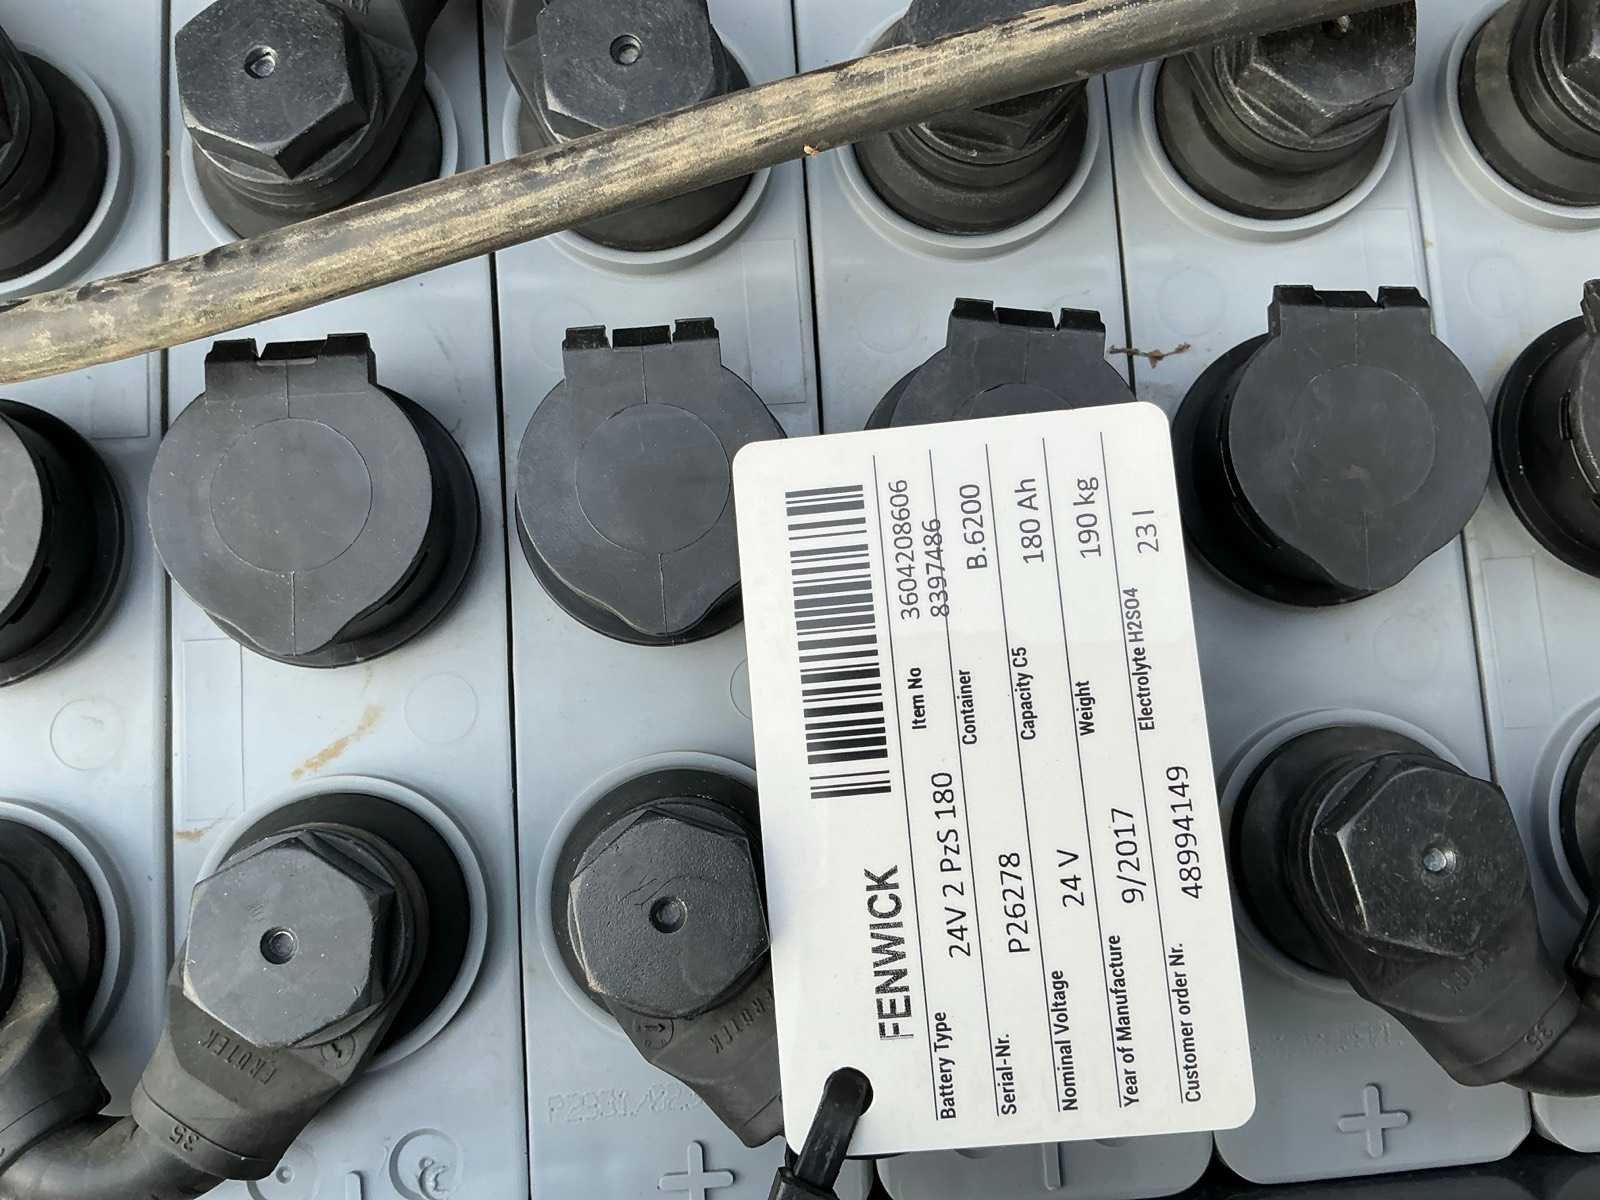 FENWICK
3604208606
Item No 8397486
Battery Type 24V 2 PzS 180
Container B.6200
Serial-Nr. P26278
Capacity C5 180 Ah
Nominal Voltage 24 V
Weight 190 kg
Year of Manufacture 9/2017
Electrolyte H2SO4 23 l
Customer order Nr. 48994149
35
35